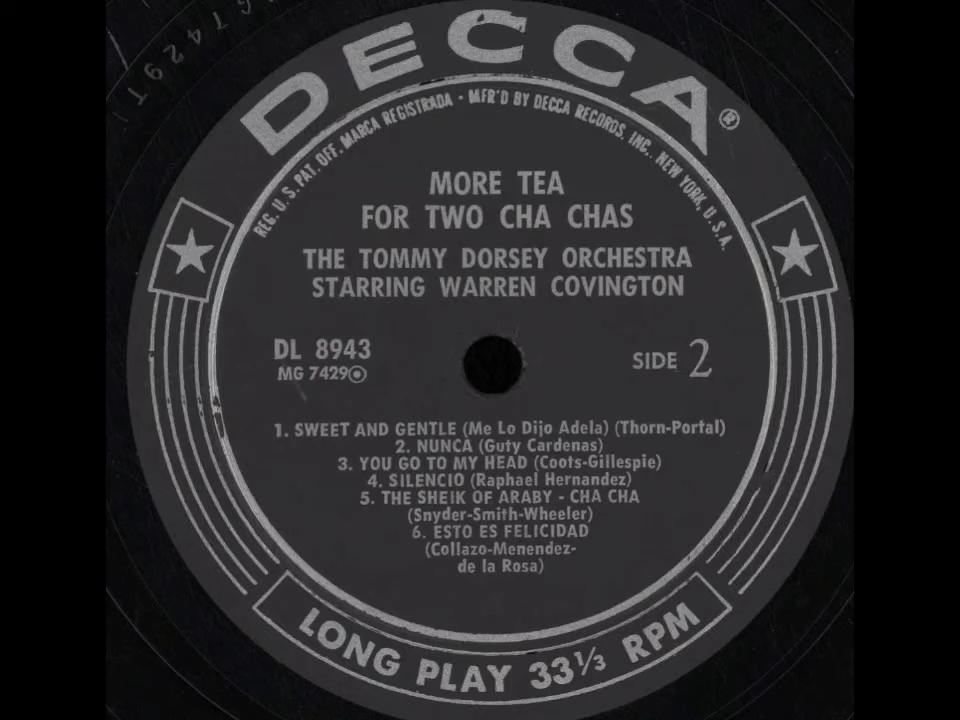 DECCA®
REG. U.S. PAT. OFF. MARCA REGISTRADA • MFR'D BY DECCA RECORDS, INC., NEW YORK, U.S.A.
MORE TEA
FOR TWO CHA CHAS
THE TOMMY DORSEY ORCHESTRA
STARRING WARREN COVINGTON
DL 8943
MG 7429
SIDE 2
1. SWEET AND GENTLE (Me Lo Dijo Adela) (Thorn-Portal)
2. NUNCA (Guty Cardenas)
3. YOU GO TO MY HEAD (Coots-Gillespie)
4. SILENCIO (Raphael Hernandez)
5. THE SHEIK OF ARABY - CHA CHA
(Snyder-Smith-Wheeler)
6. ESTO ES FELICIDAD
(Collazo-Menendez-
de la Rosa)
LONG PLAY 33⅓ RPM